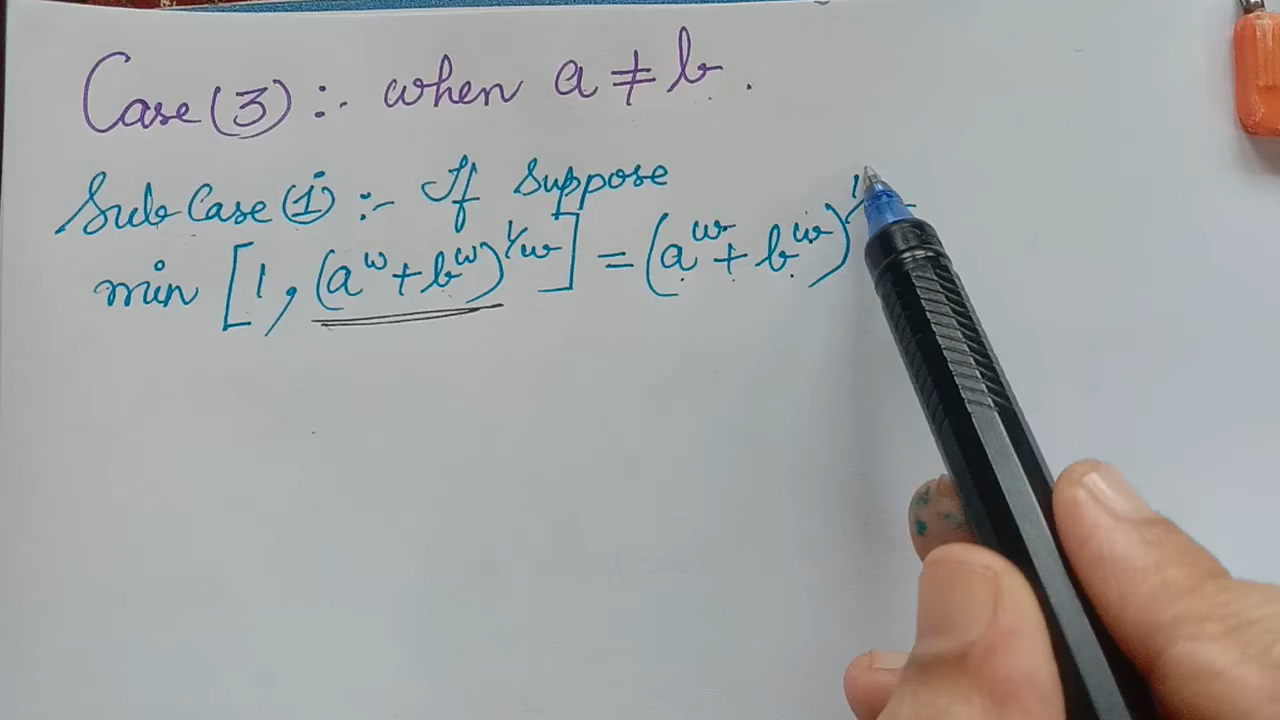 Case (3) :- when a ≠ b.
Sub Case (1) :- If suppose
min [1, (a^w + b^w)^1/w] = (a^w + b^w)^1/